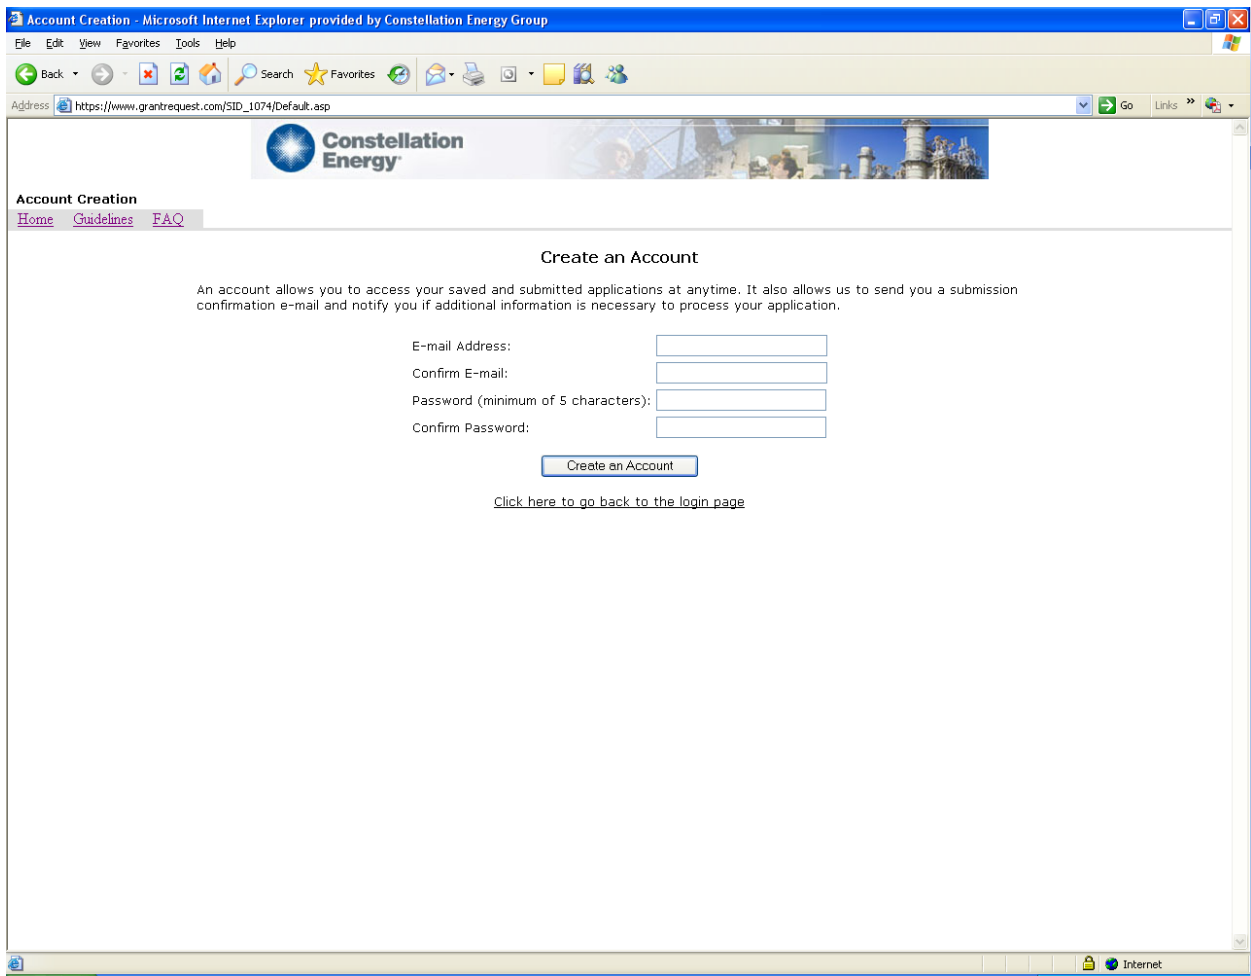 Account Creation - Microsoft Internet Explorer provided by Constellation Energy Group
File Edit View Favorites Tools Help
Back Search Favorites
Address https://www.grantrequest.com/SID_1074/Default.asp Go Links »
Constellation
Energy
Account Creation
Home Guidelines FAQ
Create an Account
An account allows you to access your saved and submitted applications at anytime. It also allows us to send you a submission
confirmation e-mail and notify you if additional information is necessary to process your application.
E-mail Address:
Confirm E-mail:
Password (minimum of 5 characters):
Confirm Password:
Create an Account
Click here to go back to the login page
Internet